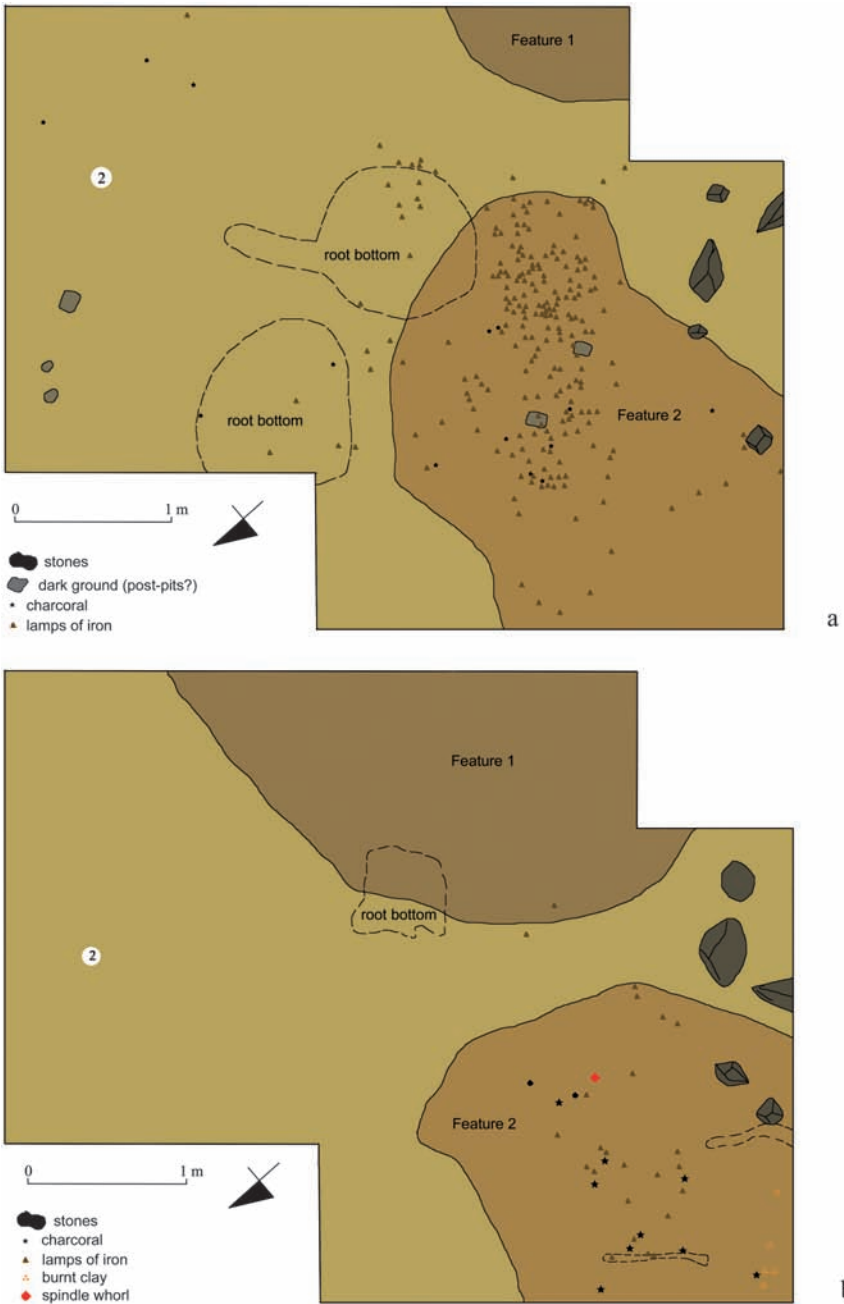 Feature 1
2
root bottom
root bottom
Feature 2
0 1 m
stones
dark ground (post-pits?)
charcoral
lamps of iron
a
Feature 1
root bottom
2
Feature 2
0 1 m
stones
charcoral
lamps of iron
burnt clay
spindle whorl
b